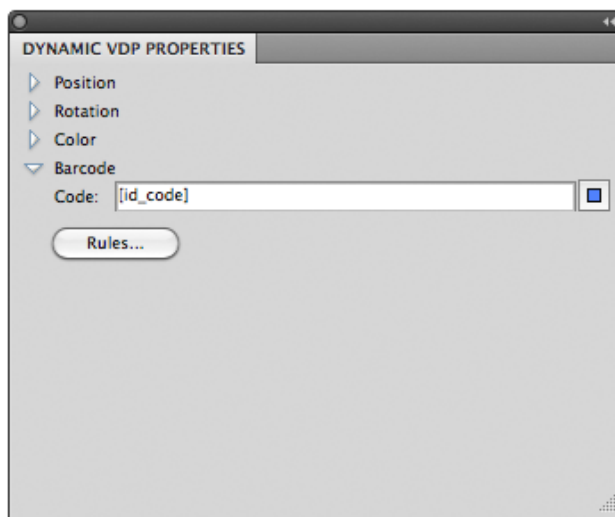 DYNAMIC VDP PROPERTIES
Position
Rotation
Color
Barcode
Code: [id_code]
Rules...